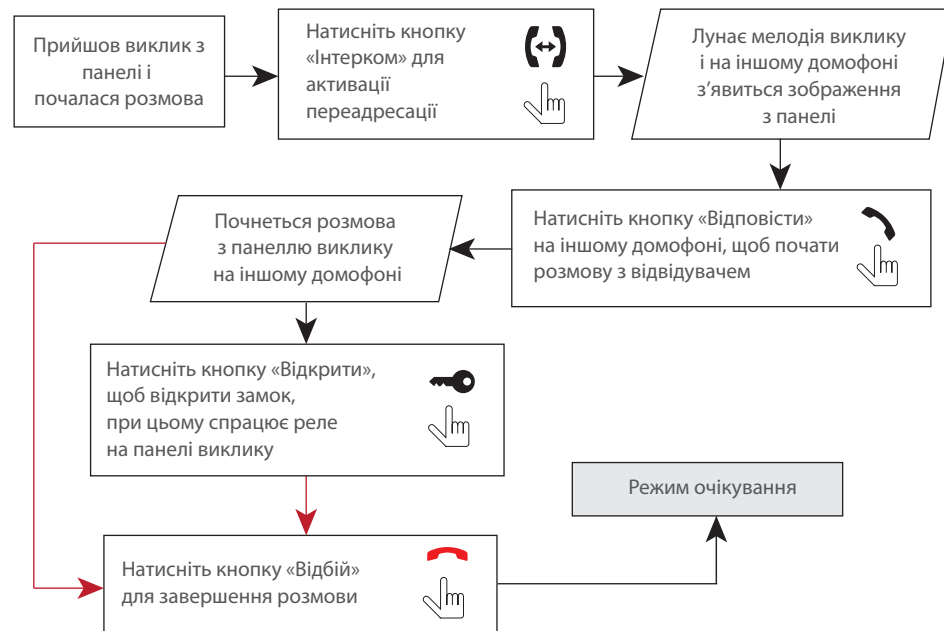 Прийшов виклик з
панелі і
почалася розмова
Натисніть кнопку
«Інтерком» для
активації
переадресації
Лунає мелодія виклику
і на іншому домофоні
з’явиться зображення
з панелі
Натисніть кнопку «Відповісти»
на іншому домофоні, щоб почати
розмову з відвідувачем
Почнеться розмова
з панеллю виклику
на іншому домофоні
Натисніть кнопку «Відкрити»,
щоб відкрити замок,
при цьому спрацює реле
на панелі виклику
Режим очікування
Натисніть кнопку «Відбій»
для завершення розмови